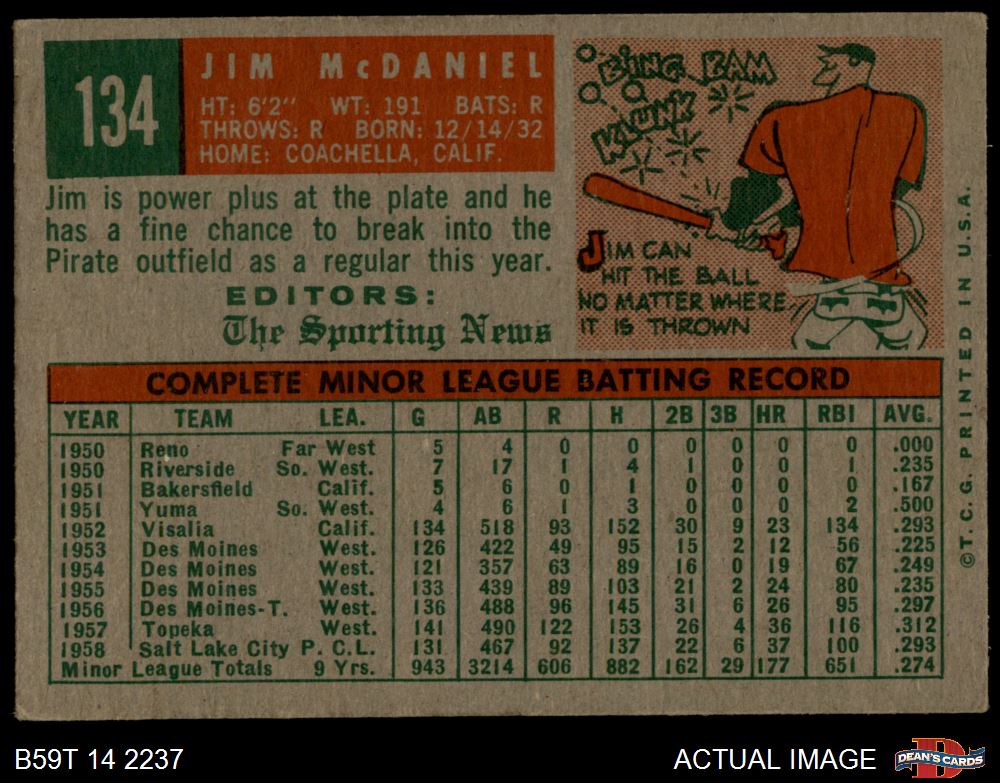 134
JIM McDANIEL
HT: 6'2" WT: 191 BATS: R
THROWS: R BORN: 12/14/32
HOME: COACHELLA, CALIF.
Jim is power plus at the plate and he
has a fine chance to break into the
Pirate outfield as a regular this year.
EDITORS:
The Sporting News
BING BAM
KLUNK
JIM CAN
HIT THE BALL
NO MATTER WHERE
IT IS THROWN
COMPLETE MINOR LEAGUE BATTING RECORD
YEAR TEAM LEA. G AB R H 2B 3B HR RBI AVG.
1950 Reno Far West 5 4 0 0 0 0 0 0 .000
1950 Riverside So. West. 7 17 1 4 1 0 0 1 .235
1951 Bakersfield Calif. 5 6 0 1 0 0 0 0 .167
1951 Yuma So. West. 4 6 1 3 0 0 0 2 .500
1952 Visalia Calif. 134 518 93 152 30 9 23 134 .293
1953 Des Moines West. 126 422 49 95 15 2 12 56 .225
1954 Des Moines West. 121 357 63 89 16 0 19 67 .249
1955 Des Moines West. 133 439 89 103 21 2 24 80 .235
1956 Des Moines-T. West. 136 488 96 145 31 6 26 95 .297
1957 Topeka West. 141 490 122 153 26 4 36 116 .312
1958 Salt Lake City P. C. L. 131 467 92 137 22 6 37 100 .293
Minor League Totals 9 Yrs. 943 3214 606 882 162 29 177 651 .274
©T. C. G. PRINTED IN U.S.A.
B59T 14 2237
ACTUAL IMAGE
D
DEAN'S CARDS